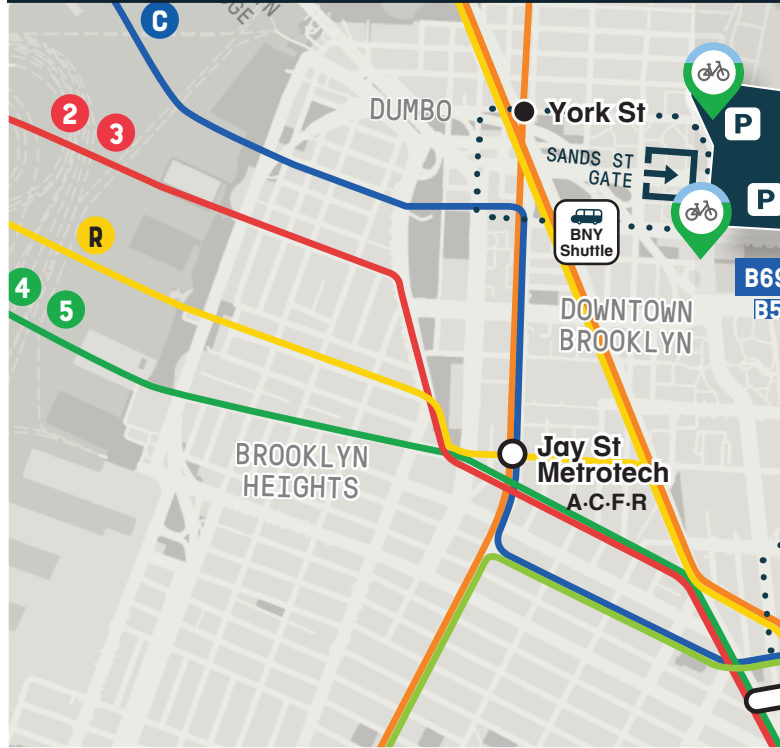 C
2
3
DUMBO
York St
P
SANDS ST
GATE
P
R
BNY
Shuttle
4
5
DOWNTOWN
BROOKLYN
BROOKLYN
HEIGHTS
Jay St
Metrotech
A·C·F·R